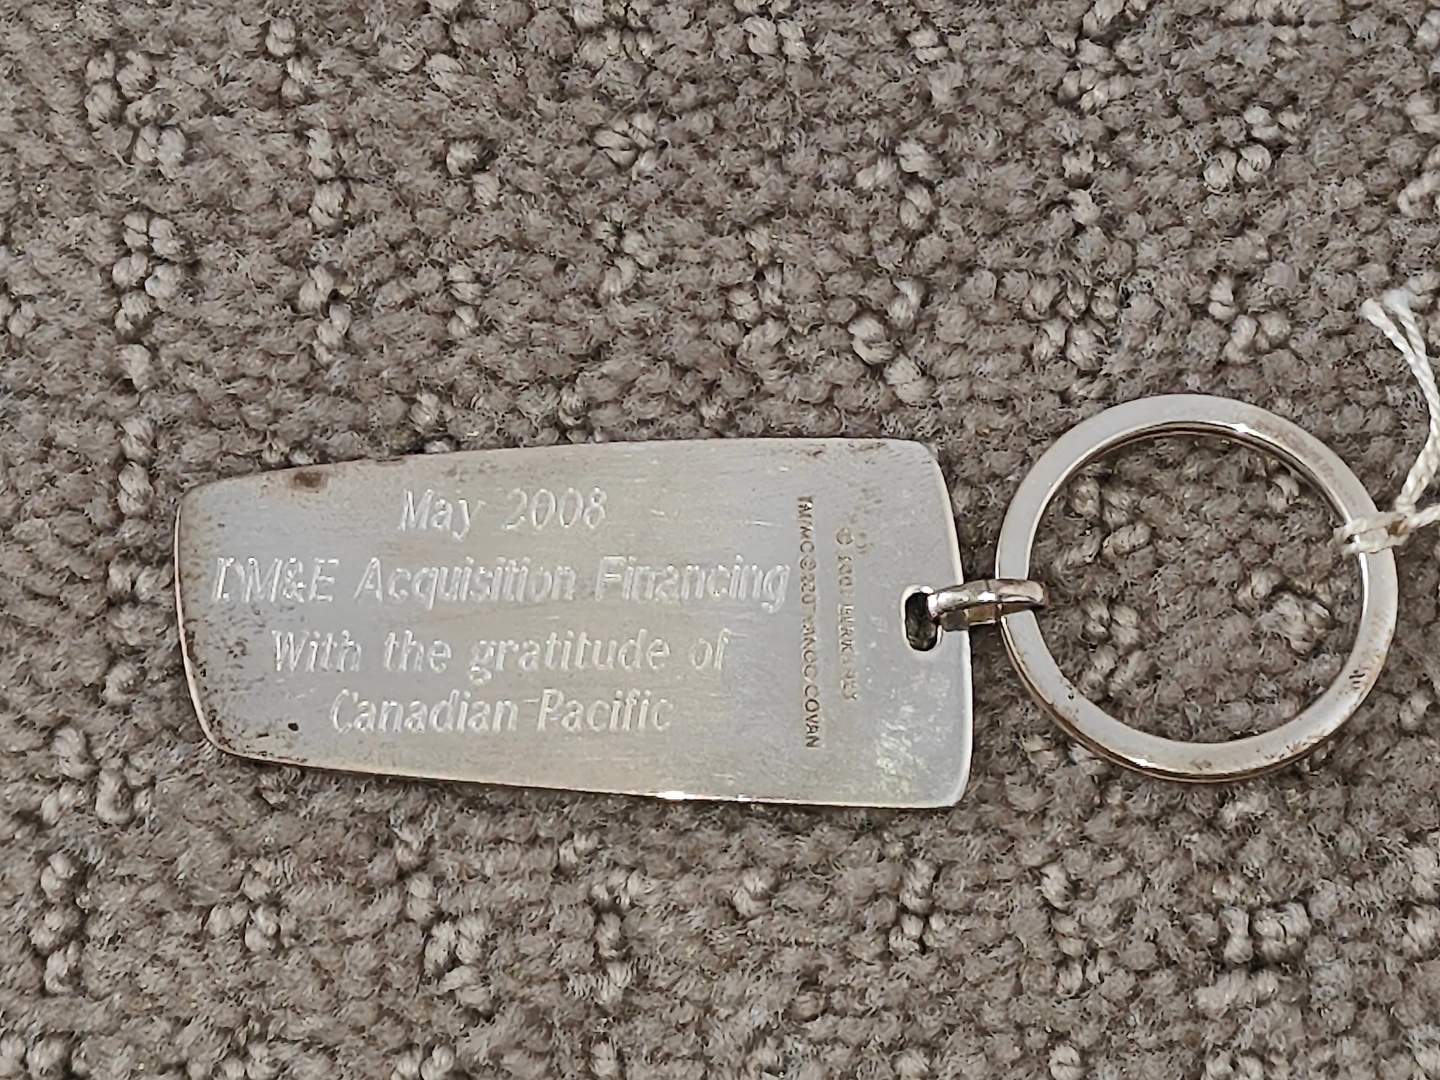 May 2008
DM&E Acquisition Financing
With the gratitude of
Canadian Pacific